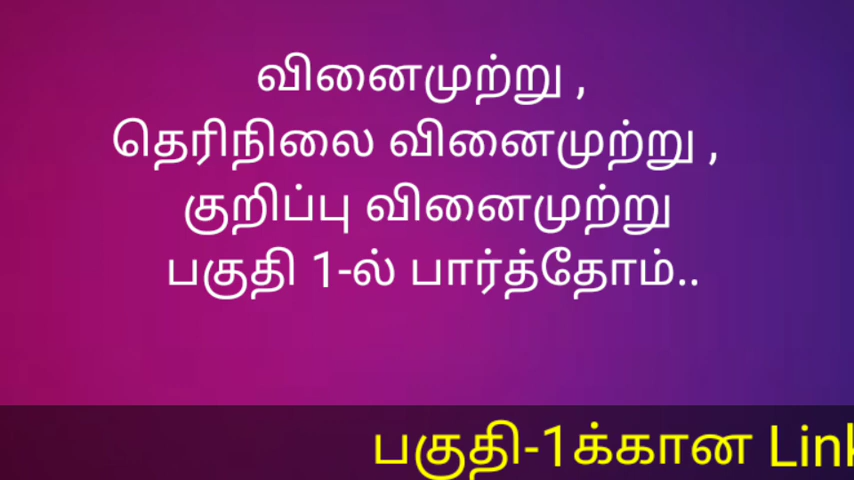 வினைமுற்று ,
தெரிநிலை வினைமுற்று ,
குறிப்பு வினைமுற்று
பகுதி 1-ல் பார்த்தோம்..
பகுதி-1க்கான Link